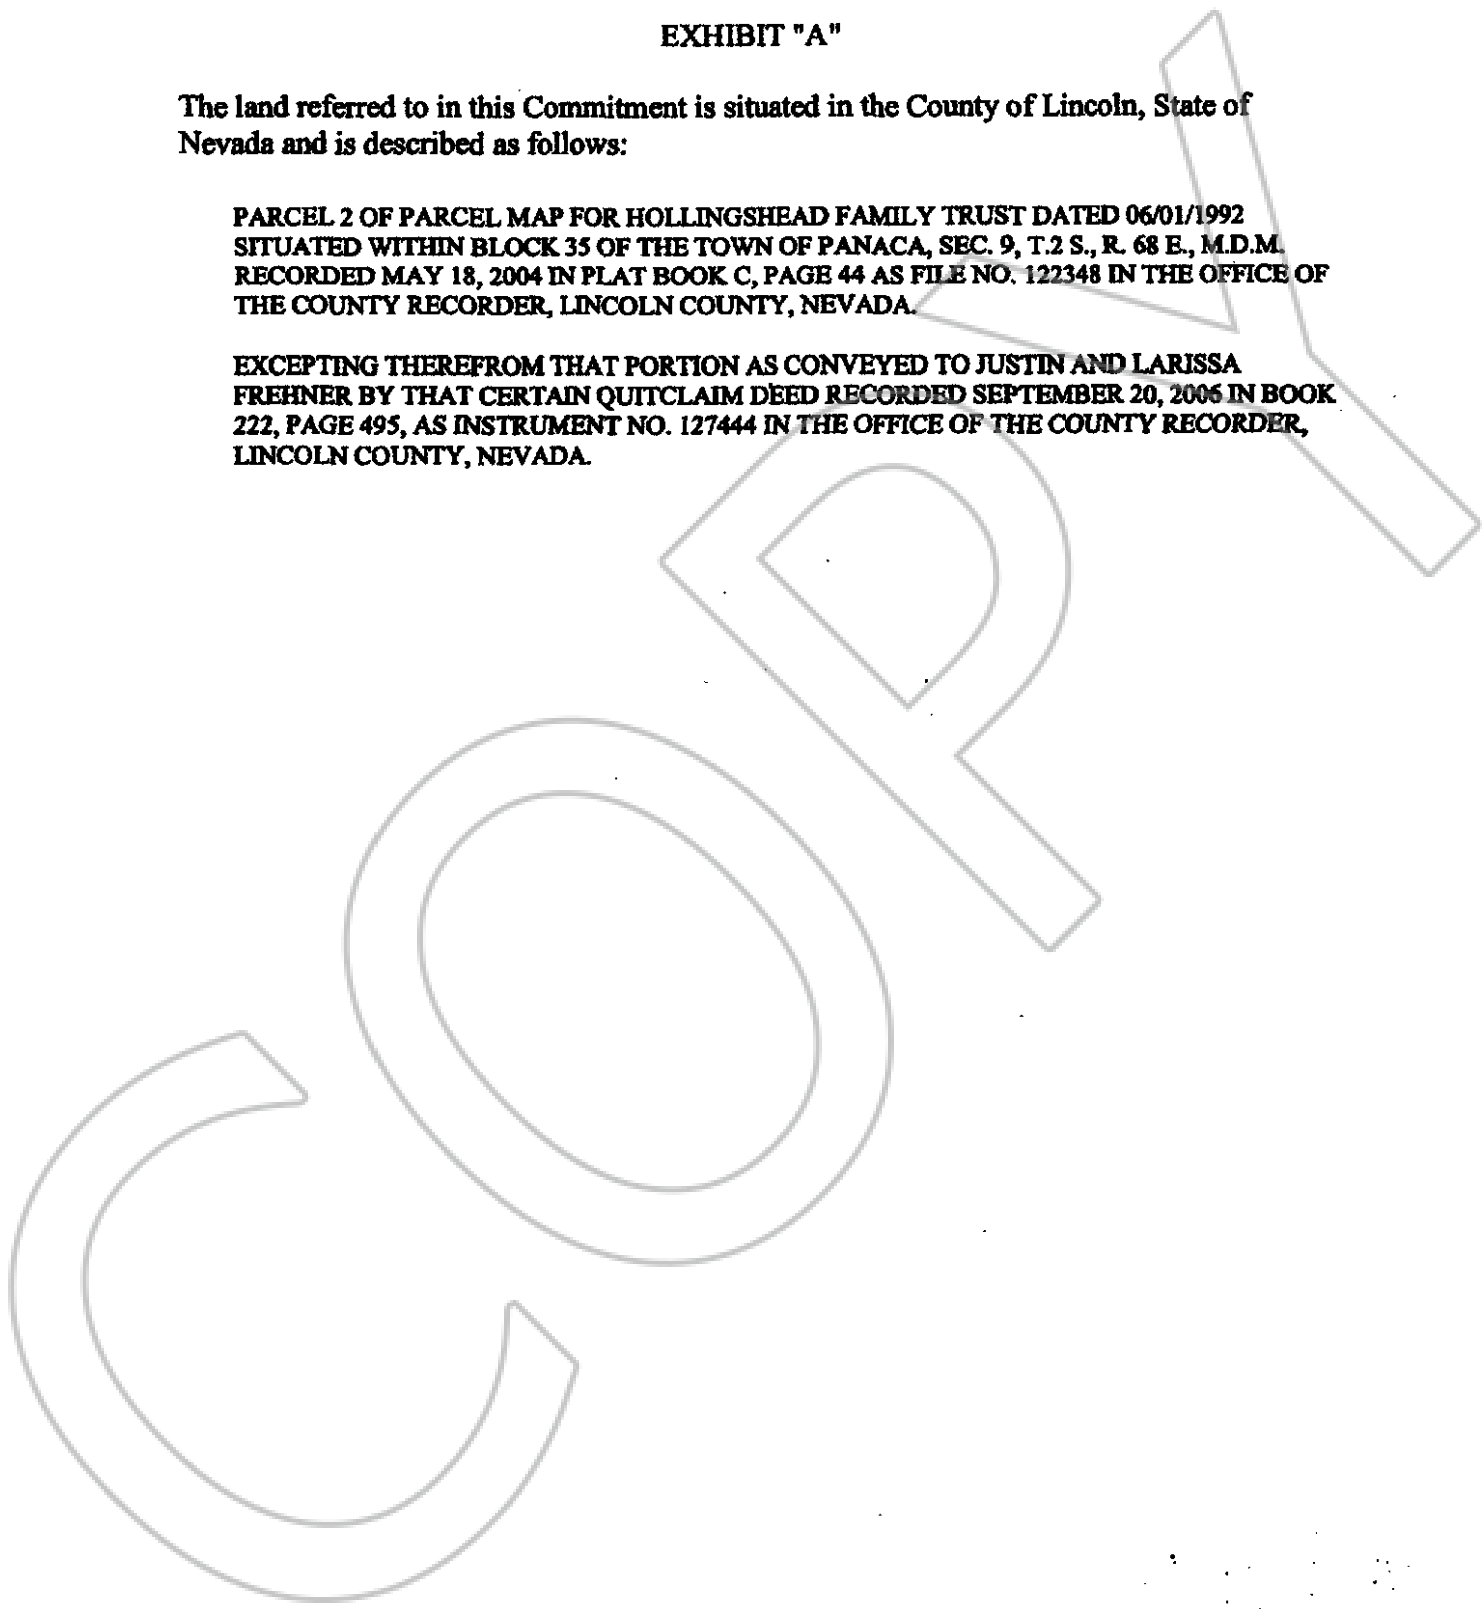 EXHIBIT "A"
The land referred to in this Commitment is situated in the County of Lincoln, State of
Nevada and is described as follows:
PARCEL 2 OF PARCEL MAP FOR HOLLINGSHEAD FAMILY TRUST DATED 06/01/1992
SITUATED WITHIN BLOCK 35 OF THE TOWN OF PANACA, SEC. 9, T.2 S., R. 68 E., M.D.M.
RECORDED MAY 18, 2004 IN PLAT BOOK C, PAGE 44 AS FILE NO. 122348 IN THE OFFICE OF
THE COUNTY RECORDER, LINCOLN COUNTY, NEVADA.
EXCEPTING THEREFROM THAT PORTION AS CONVEYED TO JUSTIN AND LARISSA
FREHNER BY THAT CERTAIN QUITCLAIM DEED RECORDED SEPTEMBER 20, 2006 IN BOOK
222, PAGE 495, AS INSTRUMENT NO. 127444 IN THE OFFICE OF THE COUNTY RECORDER,
LINCOLN COUNTY, NEVADA.
COPY